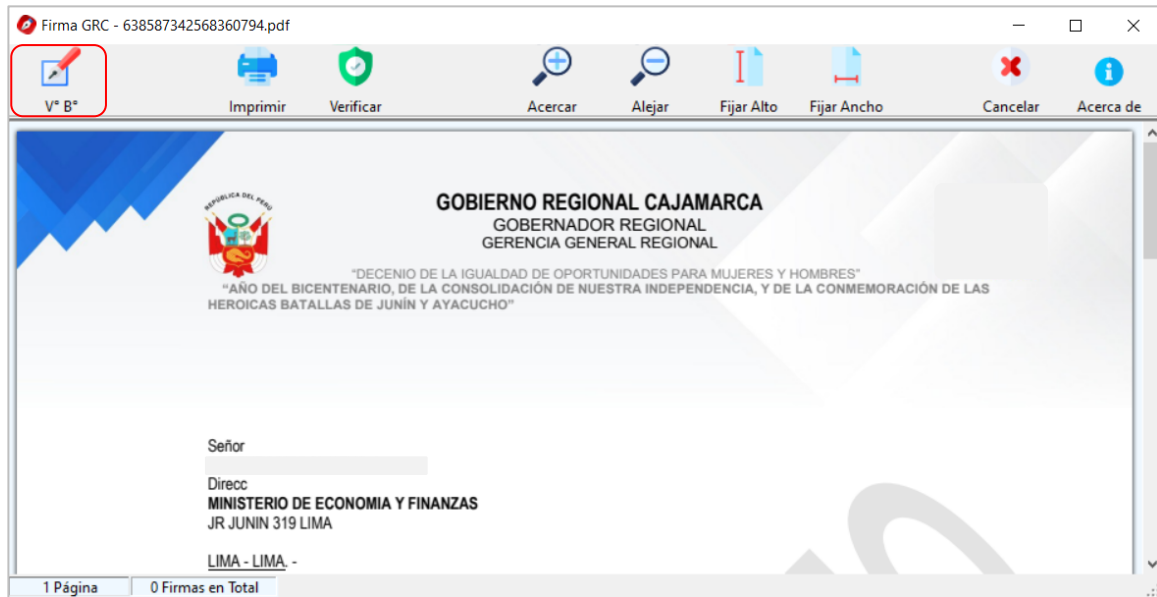 Firma GRC - 638587342568360794.pdf
V° B° Imprimir Verificar Acercar Alejar Fijar Alto Fijar Ancho Cancelar Acerca de
REPÚBLICA DEL PERÚ
GOBIERNO REGIONAL CAJAMARCA
GOBERNADOR REGIONAL
GERENCIA GENERAL REGIONAL
"DECENIO DE LA IGUALDAD DE OPORTUNIDADES PARA MUJERES Y HOMBRES"
"AÑO DEL BICENTENARIO, DE LA CONSOLIDACIÓN DE NUESTRA INDEPENDENCIA, Y DE LA CONMEMORACIÓN DE LAS
HEROICAS BATALLAS DE JUNÍN Y AYACUCHO"
Señor
Direcc
MINISTERIO DE ECONOMIA Y FINANZAS
JR JUNIN 319 LIMA
LIMA - LIMA. -
1 Página 0 Firmas en Total